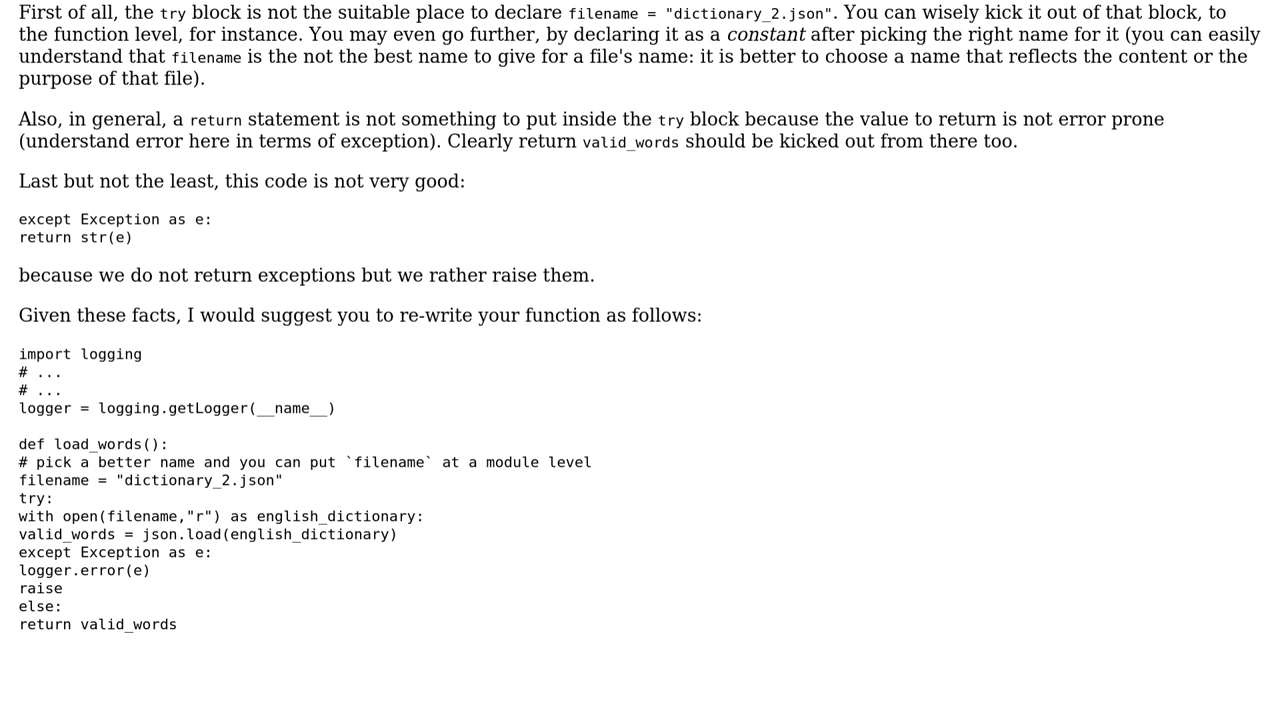 First of all, the try block is not the suitable place to declare filename = "dictionary_2.json". You can wisely kick it out of that block, to
the function level, for instance. You may even go further, by declaring it as a constant after picking the right name for it (you can easily
understand that filename is the not the best name to give for a file's name: it is better to choose a name that reflects the content or the
purpose of that file).
Also, in general, a return statement is not something to put inside the try block because the value to return is not error prone
(understand error here in terms of exception). Clearly return valid_words should be kicked out from there too.
Last but not the least, this code is not very good:
except Exception as e:
return str(e)
because we do not return exceptions but we rather raise them.
Given these facts, I would suggest you to re-write your function as follows:
import logging
# ...
# ...
logger = logging.getLogger(__name__)
def load_words():
# pick a better name and you can put `filename` at a module level
filename = "dictionary_2.json"
try:
with open(filename,"r") as english_dictionary:
valid_words = json.load(english_dictionary)
except Exception as e:
logger.error(e)
raise
else:
return valid_words